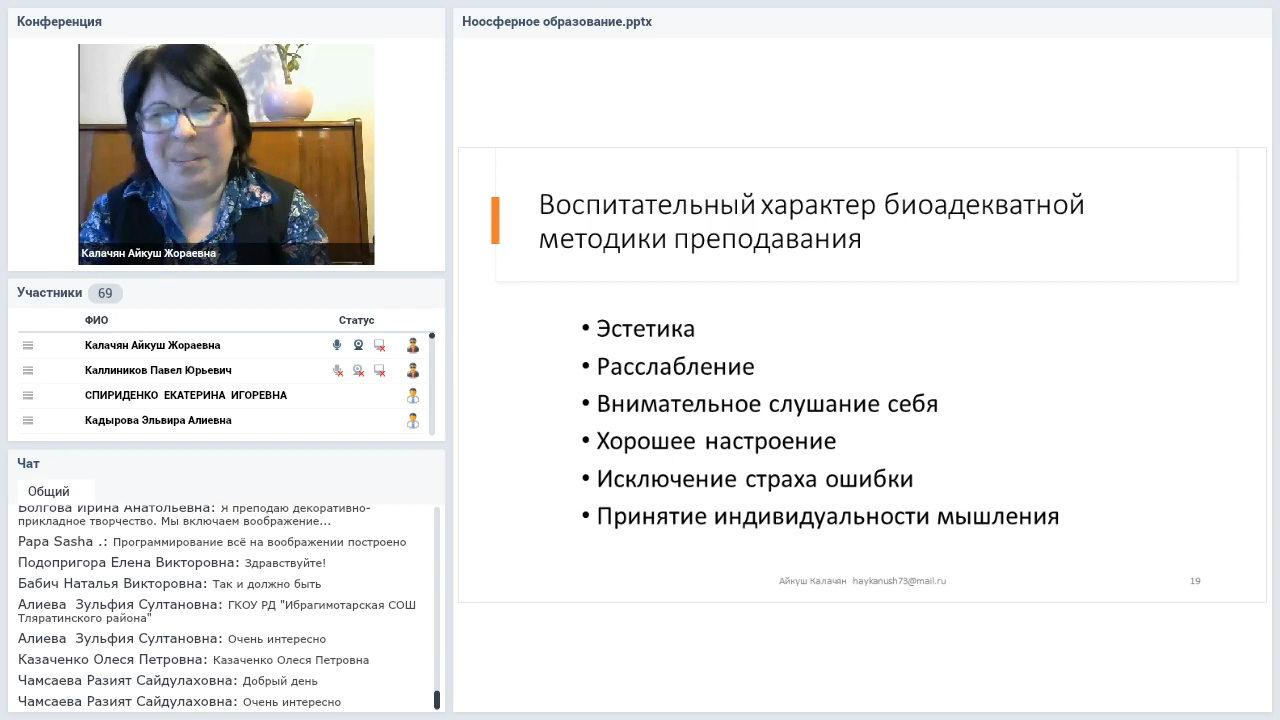 Конференция
Калачян Айкуш Жораевна
Участники 69
ФИО Статус
Калачян Айкуш Жораевна
Каллиников Павел Юрьевич
СПИРИДЕНКО ЕКАТЕРИНА ИГОРЕВНА
Кадырова Эльвира Алиевна
Чат
Общий
Волгова Ирина Анатольевна: Я преподаю декоративно-
прикладное творчество. Мы включаем воображение...
Papa Sasha .: Программирование всё на воображении построено
Подопригора Елена Викторовна: Здравствуйте!
Бабич Наталья Викторовна: Так и должно быть
Алиева Зульфия Султановна: ГКОУ РД "Ибрагимотарская СОШ
Тляратинского района"
Алиева Зульфия Султановна: Очень интересно
Казаченко Олеся Петровна: Казаченко Олеся Петровна
Чамсаева Разият Сайдулаховна: Добрый день
Чамсаева Разият Сайдулаховна: Очень интересно
Ноосферное образование.pptx
Воспитательный характер биоадекватной
методики преподавания
• Эстетика
• Расслабление
• Внимательное слушание себя
• Хорошее настроение
• Исключение страха ошибки
• Принятие индивидуальности мышления
Айкуш Калачян haykanush73@mail.ru
19